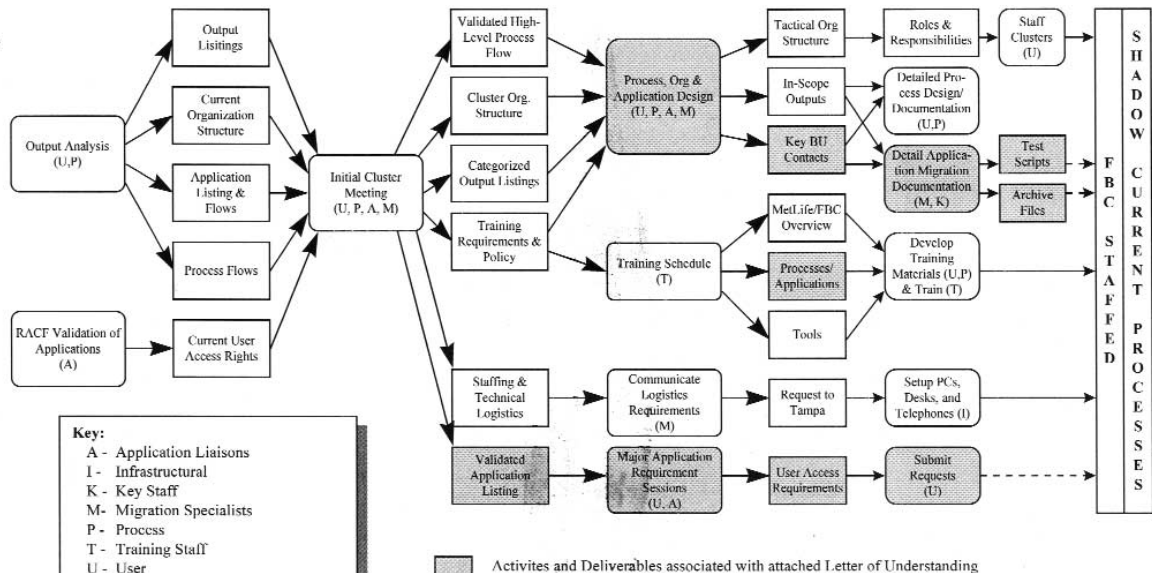 Output
Lisitings
Current
Organization
Structure
Output Analysis
(U,P)
Application
Listing & Flows
Process Flows
RACF Validation of
Applications
(A)
Current User
Access Rights
Initial Cluster
Meeting
(U, P, A, M)
Validated High-
Level Process
Flow
Cluster Org.
Structure
Categorized
Output Listings
Training
Requirements &
Policy
Staffing &
Technical
Logistics
Validated
Application
Listing
Process, Org &
Application Design
(U, P, A, M)
Training Schedule
(T)
Communicate
Logistics
Requirements
(M)
Major Application
Requirement
Sessions
(U, A)
Tactical Org
Structure
In-Scope
Outputs
Key BU
Contacts
MetLife/FBC
Overview
Processes/
Applications
Tools
Request to
Tampa
User Access
Requirements
Roles &
Responsibilities
Detailed Pro-
cess Design/
Documentation
(U,P)
Detail Applica-
tion Migration
Documentation
(M, K)
Develop
Training
Materials (U,P)
& Train (T)
Setup PCs,
Desks, and
Telephones (I)
Submit
Requests
(U)
Staff
Clusters
(U)
Test
Scripts
Archive
Files
FBC STAFFED
SHADOW CURRENT PROCESSES
Key:
A - Application Liaisons
I - Infrastructural
K - Key Staff
M- Migration Specialists
P - Process
T - Training Staff
U - User
Activites and Deliverables associated with attached Letter of Understanding